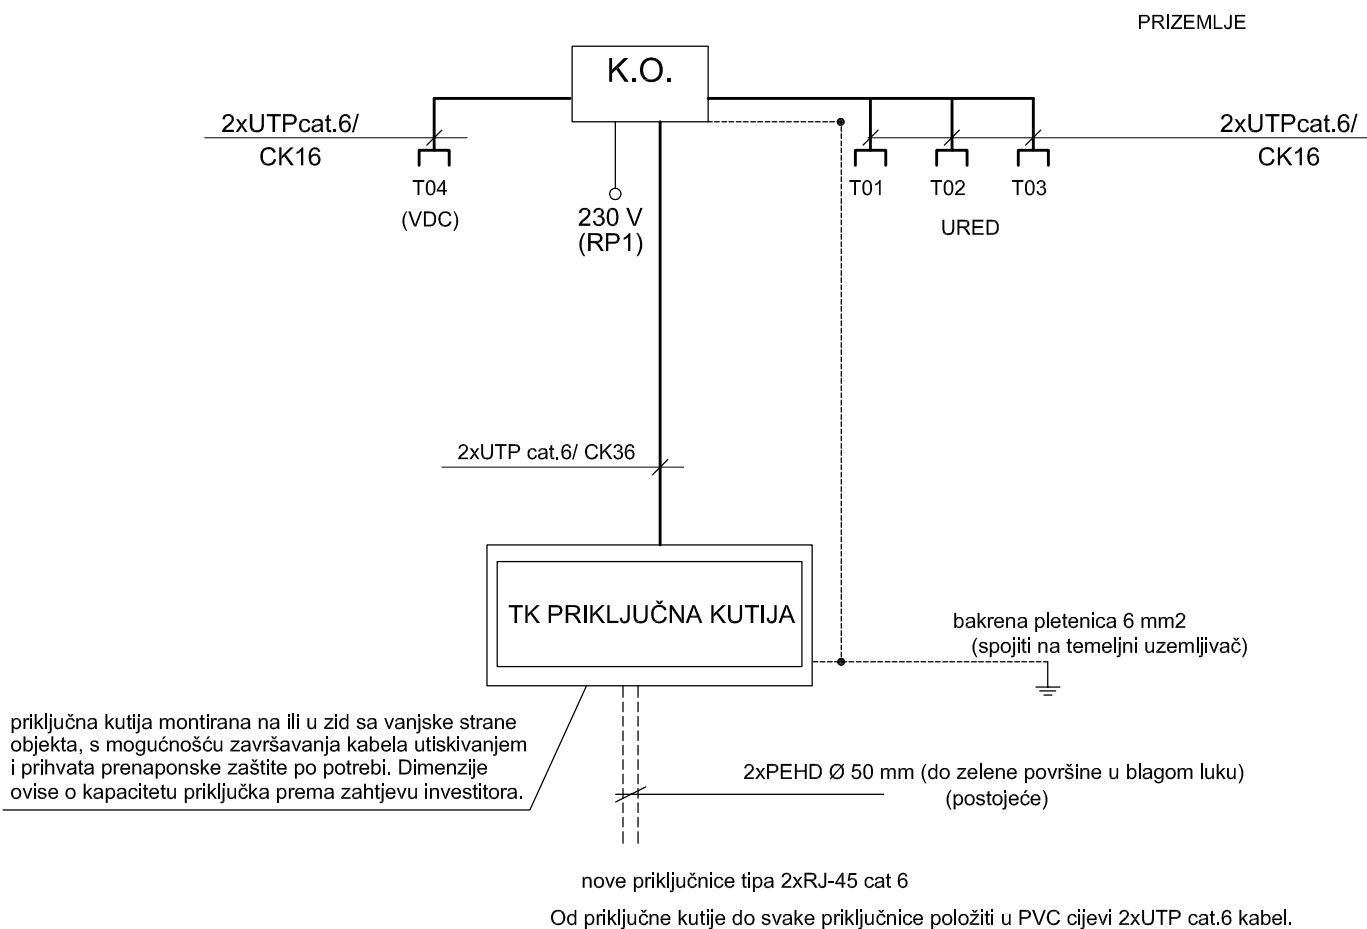 PRIZEMLJE
K.O.
2xUTPcat.6/
CK16
2xUTPcat.6/
CK16
T04
(VDC)
230 V
(RP1)
T01
T02
T03
URED
2xUTP cat.6/ CK36
TK PRIKLJUČNA KUTIJA
bakrena pletenica 6 mm2
(spojiti na temeljni uzemljivač)
priključna kutija montirana na ili u zid sa vanjske strane
objekta, s mogućnošću završavanja kabela utiskivanjem
i prihvata prenaponske zaštite po potrebi. Dimenzije
ovise o kapacitetu priključka prema zahtjevu investitora.
2xPEHD Ø 50 mm (do zelene površine u blagom luku)
(postojeće)
nove priključnice tipa 2xRJ-45 cat 6
Od priključne kutije do svake priključnice položiti u PVC cijevi 2xUTP cat.6 kabel.